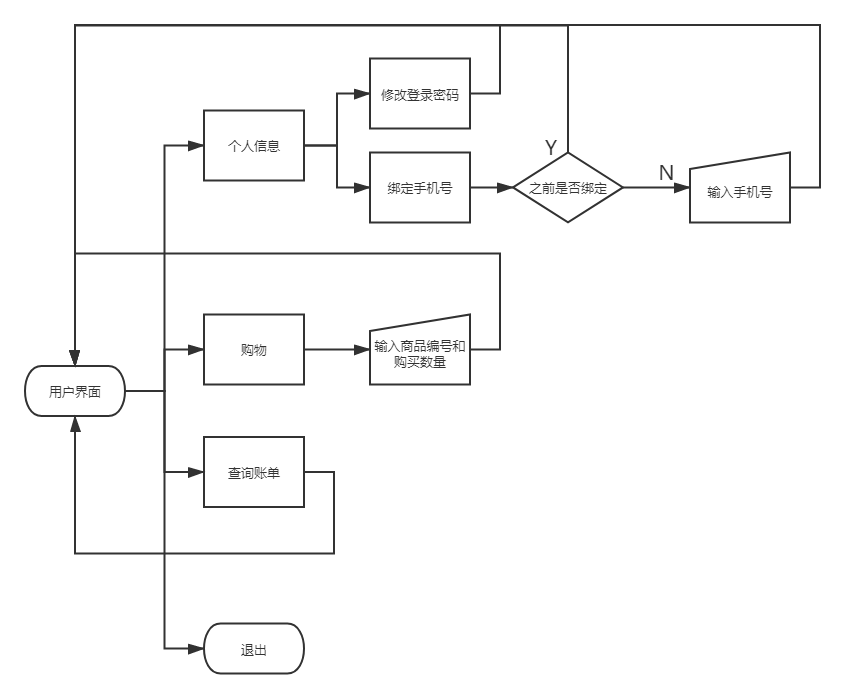 修改登录密码
个人信息
Y
绑定手机号
之前是否绑定
N
输入手机号
购物
输入商品编号和
购买数量
用户界面
查询账单
退出